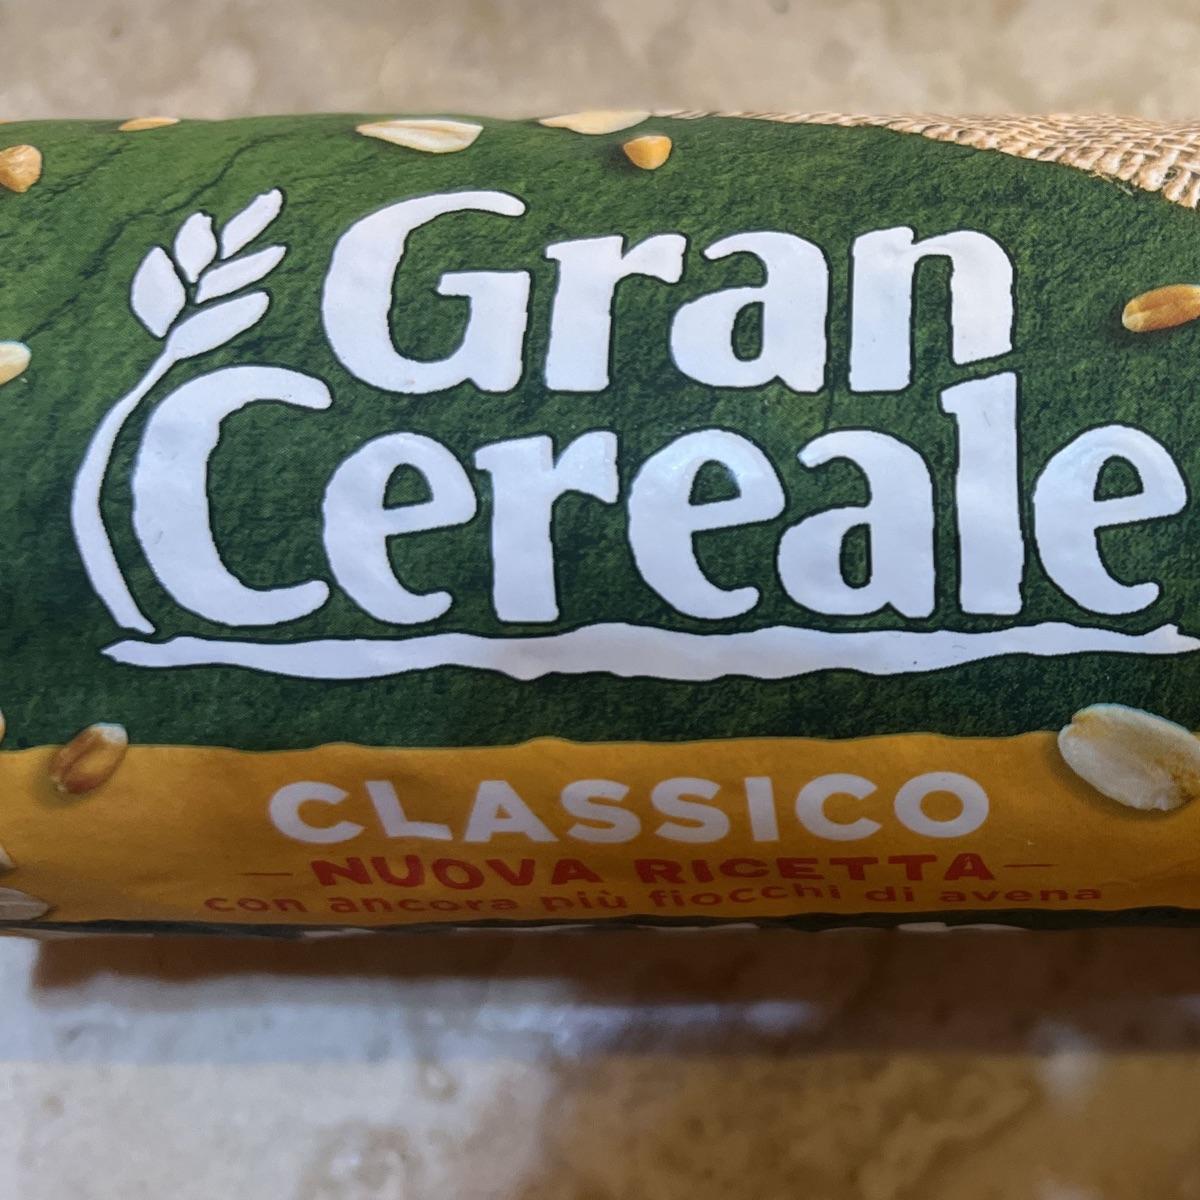 Gran
Cereale
CLASSICO
NUOVA RICETTA
con ancora più fiocchi di avena